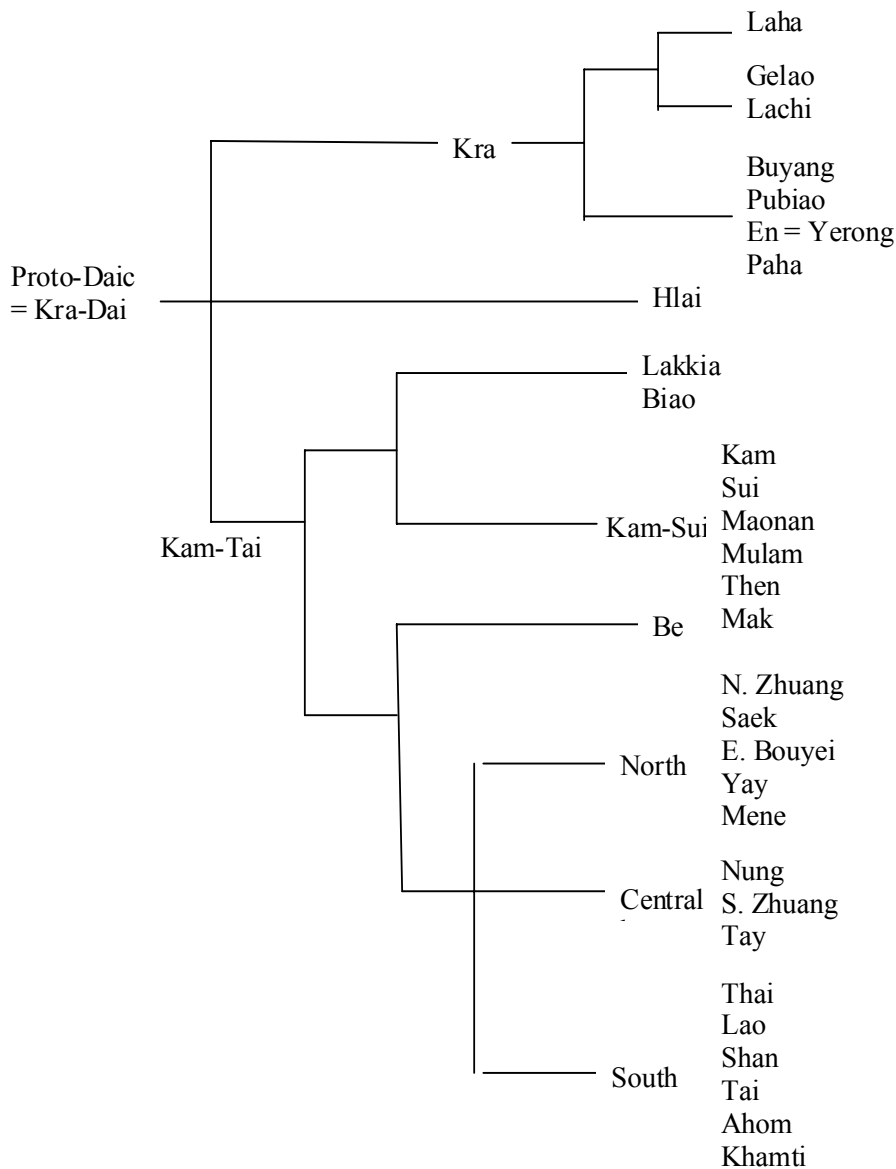 Laha
Gelao
Lachi
Kra
Buyang
Pubiao
En = Yerong
Paha
Proto-Daic
= Kra-Dai
Hlai
Lakkia
Biao
Kam-Tai
Kam-Sui
Kam
Sui
Maonan
Mulam
Then
Mak
Be
North
N. Zhuang
Saek
E. Bouyei
Yay
Mene
Central
Nung
S. Zhuang
Tay
South
Thai
Lao
Shan
Tai
Ahom
Khamti